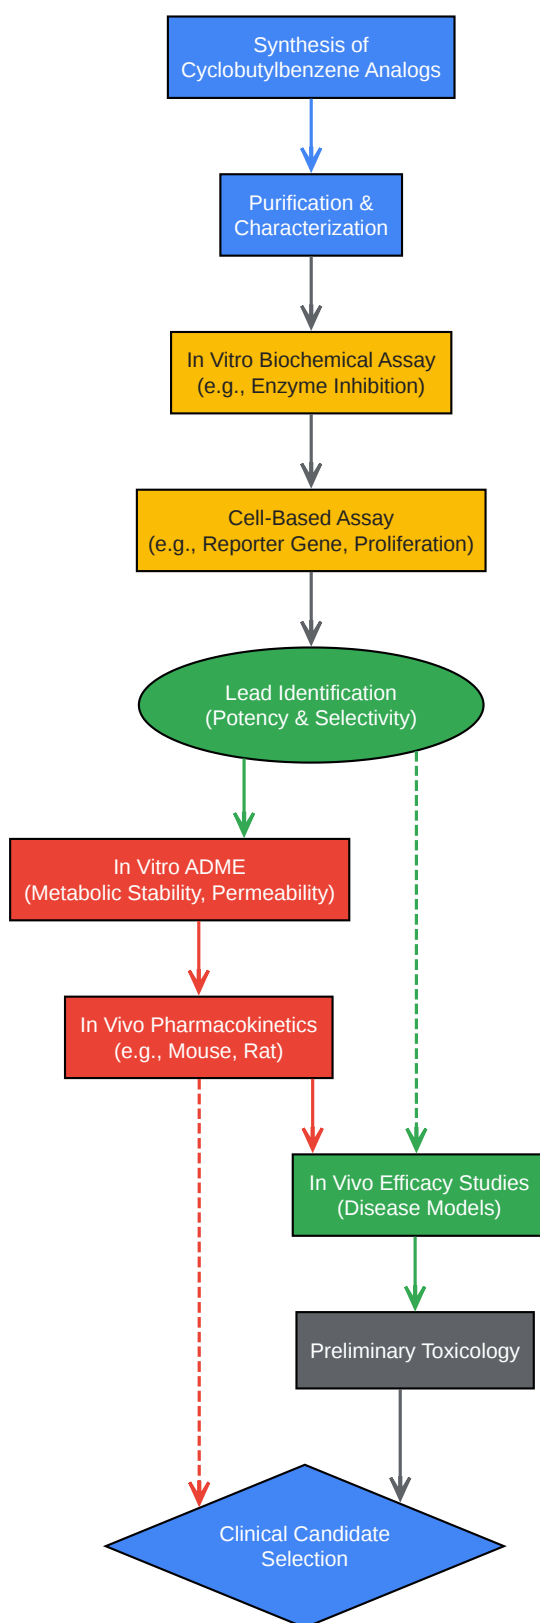 Synthesis of
Cyclobutylbenzene Analogs
Purification &
Characterization
In Vitro Biochemical Assay
(e.g., Enzyme Inhibition)
Cell-Based Assay
(e.g., Reporter Gene, Proliferation)
Lead Identification
(Potency & Selectivity)
In Vitro ADME
(Metabolic Stability, Permeability)
In Vivo Pharmacokinetics
(e.g., Mouse, Rat)
In Vivo Efficacy Studies
(Disease Models)
Preliminary Toxicology
Clinical Candidate
Selection